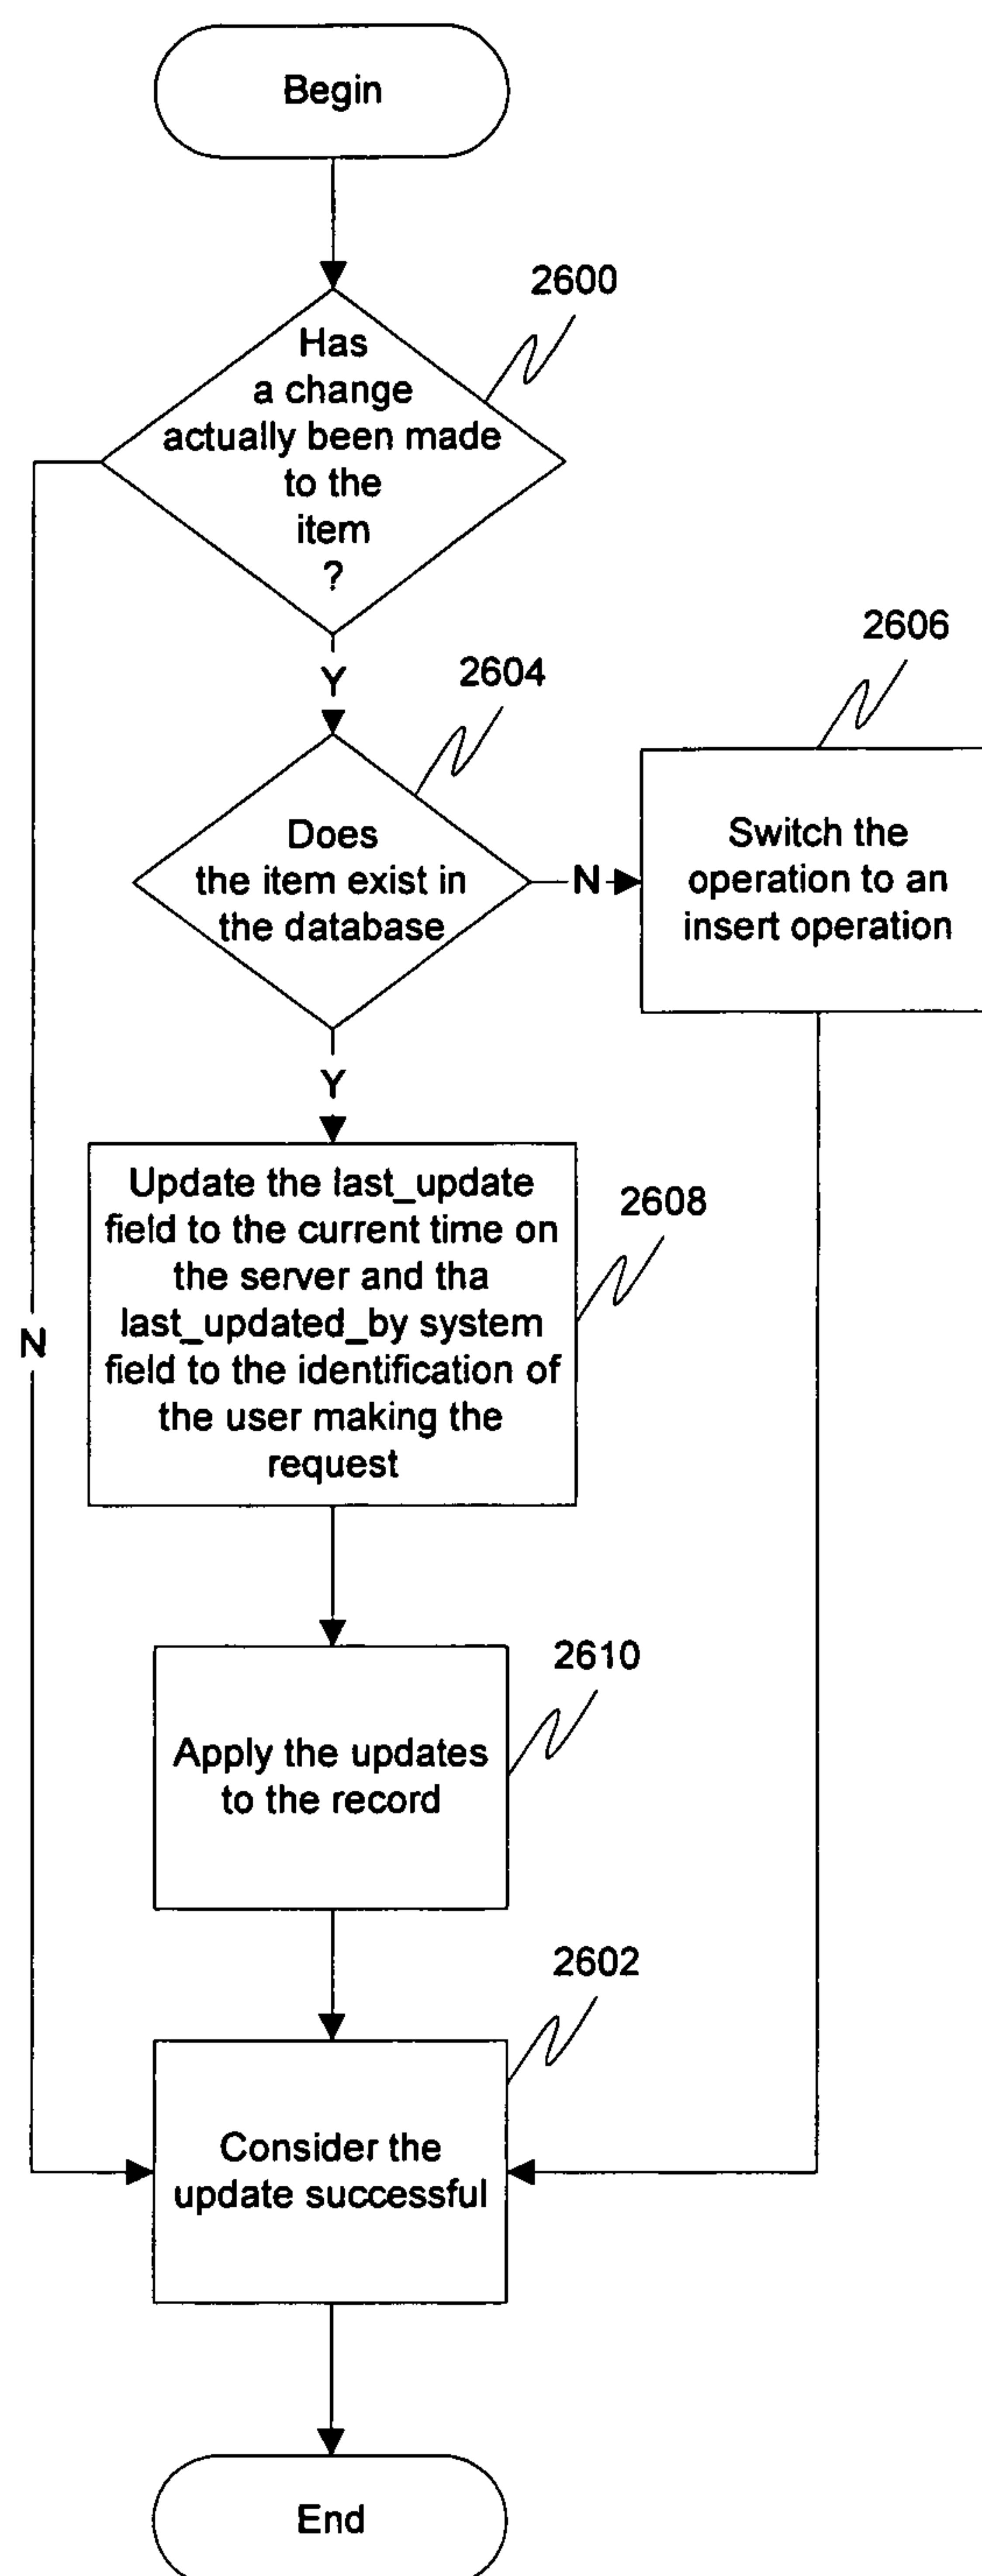 Begin
2600
Has
a change
actually been made
to the
item
?
Y
2604
2606
Does
the item exist in
the database
N
Switch the
operation to an
insert operation
Y
Update the last_update
field to the current time on
the server and tha
last_updated_by system
field to the identification of
the user making the
request
2608
N
2610
Apply the updates
to the record
2602
Consider the
update successful
End